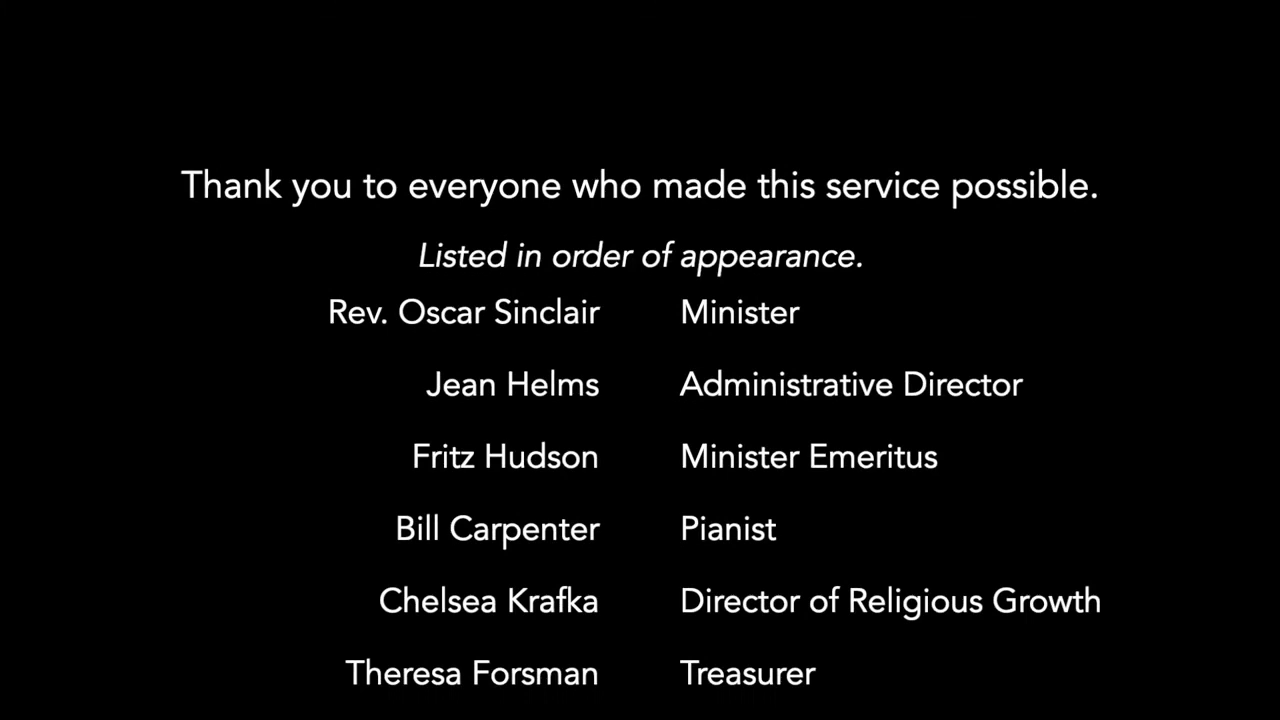 Thank you to everyone who made this service possible.
Listed in order of appearance.
Rev. Oscar Sinclair Minister
Jean Helms Administrative Director
Fritz Hudson Minister Emeritus
Bill Carpenter Pianist
Chelsea Krafka Director of Religious Growth
Theresa Forsman Treasurer